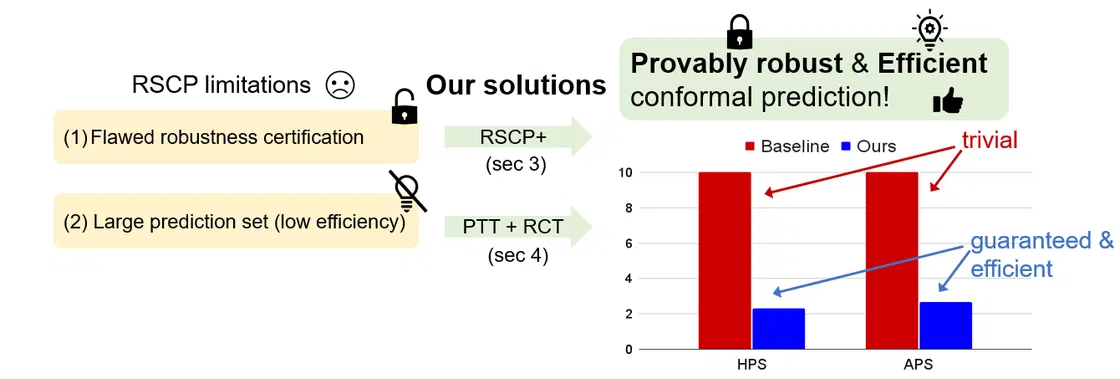 RSCP limitations
(1) Flawed robustness certification
(2) Large prediction set (low efficiency)
Our solutions
RSCP+
(sec 3)
PTT + RCT
(sec 4)
Provably robust & Efficient
conformal prediction!
Baseline
Ours
trivial
guaranteed &
efficient
10
8
6
4
2
0
HPS
APS